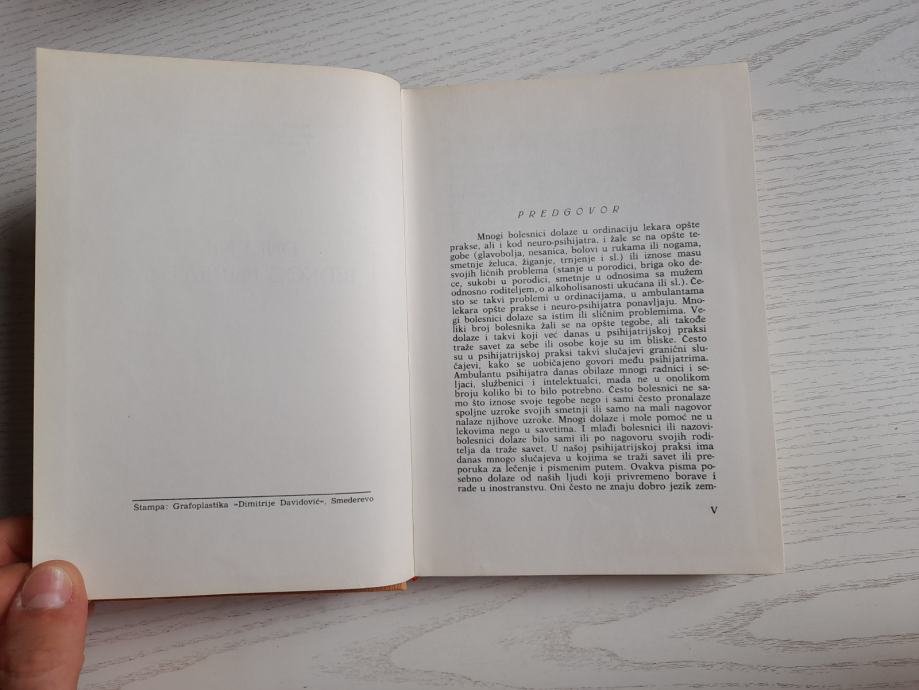 Štampa: Grafoplastika »Dimitrije Davidović«, Smederevo
PREDGOVOR
Mnogi bolesnici dolaze u ordinaciju lekara opšte
prakse, ali i kod neuro-psihijatra, i žale se na opšte te-
gobe (glavobolja, nesanica, bolovi u rukama ili nogama,
smetnje želuca, žiganje, trnjenje i sl.) ili iznose masu
svojih ličnih problema (stanje u porodici, briga oko de-
ce, sukobi u porodici, smetnje u odnosima sa mužem
odnosno roditeljem, o alkoholisanosti ukućana ili sl.). Če-
sto se takvi problemi u ordinacijama, u ambulantama
lekara opšte prakse i neuro-psihijatra ponavljaju. Mno-
gi bolesnici dolaze sa istim ili sličnim problemima. Ve-
liki broj bolesnika žali se na opšte tegobe, ali takođe
dolaze i takvi koji već danas u psihijatrijskoj praksi
traže savet za sebe ili osobe koje su im bliske. Često
su u psihijatrijskoj praksi takvi slučajevi granični slu-
čajevi, kako se uobičajeno govori među psihijatrima.
Ambulantu psihijatra danas obilaze mnogi radnici i se-
ljaci, službenici i intelektualci, mada ne u onolikom
broju koliko bi to bilo potrebno. Često bolesnici ne sa-
mo što iznose svoje tegobe nego i sami često pronalaze
spoljne uzroke svojih smetnji ili samo na mali nagovor
nalaze njihove uzroke. Mnogi dolaze i mole pomoć ne u
lekovima nego u savetima. I mlađi bolesnici ili nazovi-
bolesnici dolaze bilo sami ili po nagovoru svojih rodi-
telja da traže savet. U našoj psihijatrijskoj praksi ima
danas mnogo slučajeva u kojima se traži savet ili pre-
poruka za lečenje i pismenim putem. Ovakva pisma po-
sebno dolaze od naših ljudi koji privremeno borave i
rade u inostranstvu. Oni često ne znaju dobro jezik zem-
V